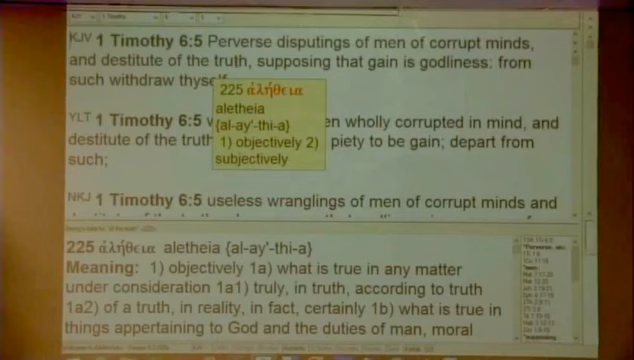 KJV 1 Timothy 6:5 Perverse disputings of men of corrupt minds,
and destitute of the truth, supposing that gain is godliness: from
such withdraw
225 ἀλήθεια
aletheia
{al-ay'-thi-a}
1) objectively 2)
subjectively
YLT 1 Timothy 6:5 en wholly corrupted in mind, and
destitute of the truth piety to be gain; depart from
such;
NKJ 1 Timothy 6:5 useless wranglings of men of corrupt minds and
225 ἀλήθεια aletheia {al-ay'-thi-a}
Meaning: 1) objectively 1a) what is true in any matter
under consideration 1a1) truly, in truth, according to truth
1a2) of a truth, in reality, in fact, certainly 1b) what is true in
things appertaining to God and the duties of man, moral